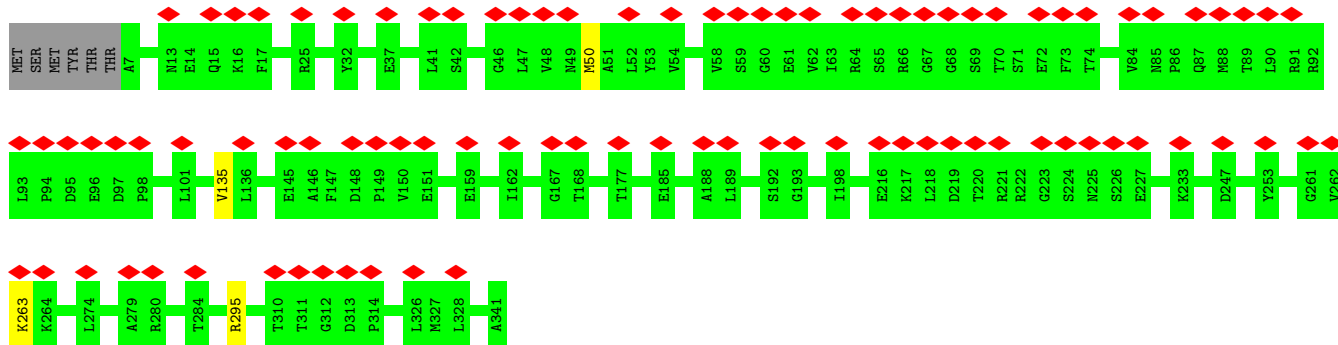 MET SER MET TYR THR THR A7 N13 E14 Q15 K16 F17 R25 Y32 E37 L41 S42 G46 L47 V48 N49 M50 A51 L52 Y53 V54 V58 S59 G60 E61 V62 I63 R64 S65 R66 G67 G68 S69 T70 S71 E72 F73 T74 V84 N85 P86 Q87 M88 T89 L90 R91 R92
L93 P94 D95 E96 D97 P98 L101 V135 L136 E145 A146 F147 D148 P149 V150 E151 E159 I162 G167 T168 T177 E185 A188 L189 S192 G193 I198 E216 K217 L218 D219 T220 R221 R222 G223 S224 N225 S226 E227 K233 D247 Y253 G261 V262
K263 K264 L274 A279 R280 T284 R295 T310 T311 G312 D313 P314 L326 M327 L328 A341